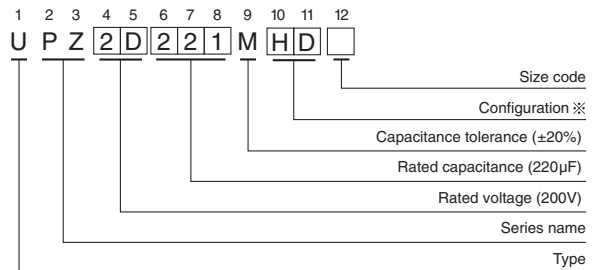 1 2 3 4 5 6 7 8 9 10 11 12
U P Z 2 D 2 2 1 M H D
Size code
Configuration ※
Capacitance tolerance (±20%)
Rated capacitance (220µF)
Rated voltage (200V)
Series name
Type